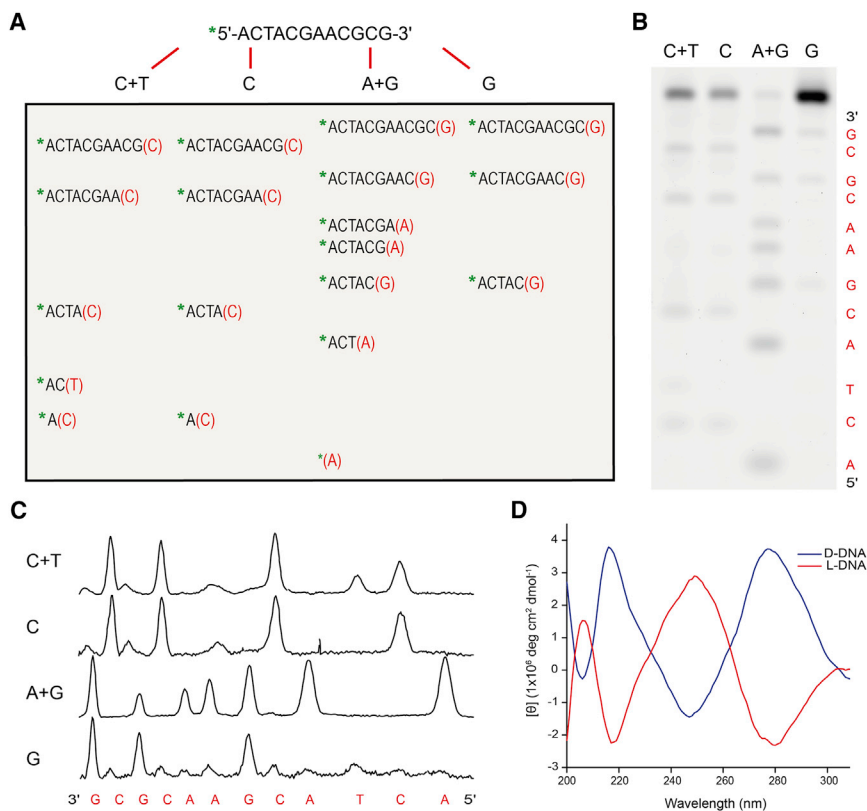 A
*5'-ACTACGAACGCG-3'
C+T C A+G G
*ACTACGAACGC(G) *ACTACGAACGC(G)
*ACTACGAACG(C) *ACTACGAACG(C)
*ACTACGAAC(G) *ACTACGAAC(G)
*ACTACGAA(C) *ACTACGAA(C)
*ACTACGA(A)
*ACTACG(A)
*ACTAC(G) *ACTAC(G)
*ACTA(C) *ACTA(C)
*ACT(A)
*AC(T)
*A(C) *A(C)
*(A)
B
C+T C A+G G
3'
G
C
G
C
A
A
G
C
A
T
C
A
5'
C
C+T
C
A+G
G
3' G C G C A A G C A T C A 5'
D
[θ] (1x10⁶ deg cm² dmol⁻¹)
4
3
2
1
0
-1
-2
-3
D-DNA
L-DNA
200 220 250 280 300
Wavelength (nm)